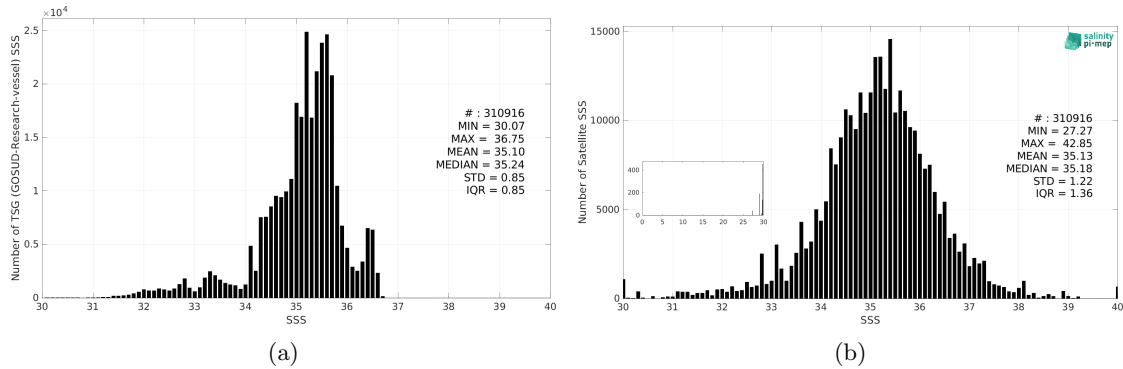 ×10⁴
2.5
2
1.5
1
0.5
0
30 31 32 33 34 35 36 37 38 39 40
SSS
Number of TSG (GOSUD-Research-vessel) SSS
# : 310916
MIN = 30.07
MAX = 36.75
MEAN = 35.10
MEDIAN = 35.24
STD = 0.85
IQR = 0.85
(a)
15000
10000
5000
0
30 31 32 33 34 35 36 37 38 39 40
SSS
Number of Satellite SSS
400
200
0
0 5 10 15 20 25 30
salinity
pi-mep
# : 310916
MIN = 27.27
MAX = 42.85
MEAN = 35.13
MEDIAN = 35.18
STD = 1.22
IQR = 1.36
(b)